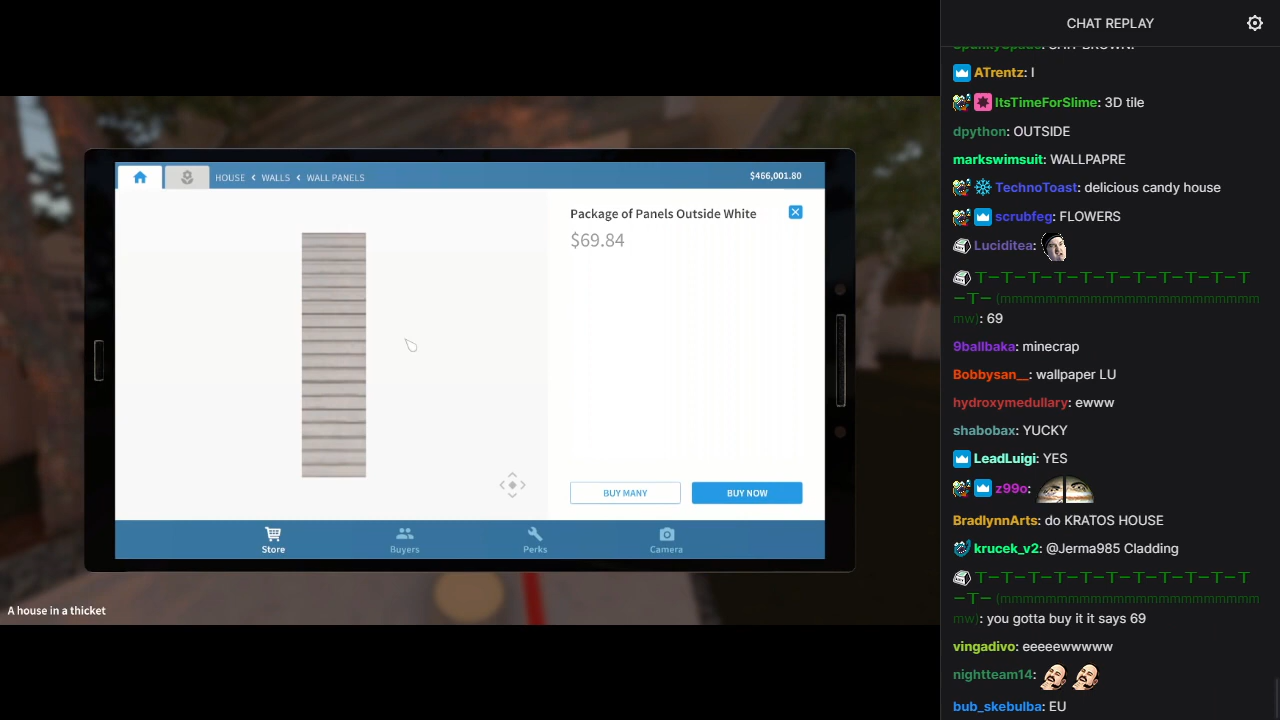 HOUSE < WALLS < WALL PANELS
$466,001.80
Package of Panels Outside White
$69.84
BUY MANY
BUY NOW
Store
Buyers
Perks
Camera
A house in a thicket
CHAT REPLAY
ATrentz: I
ItsTimeForSlime: 3D tile
dpython: OUTSIDE
markswimsuit: WALLPAPRE
TechnoToast: delicious candy house
scrubfeg: FLOWERS
Luciditea:
: 69
9ballbaka: minecrap
Bobbysan__: wallpaper LU
hydroxymedullary: ewww
shabobax: YUCKY
LeadLuigi: YES
z99o:
BradlynnArts: do KRATOS HOUSE
krucek_v2: @Jerma985 Cladding
: you gotta buy it it says 69
vingadivo: eeeeewwwww
nightteam14:
bub_skebulba: EU